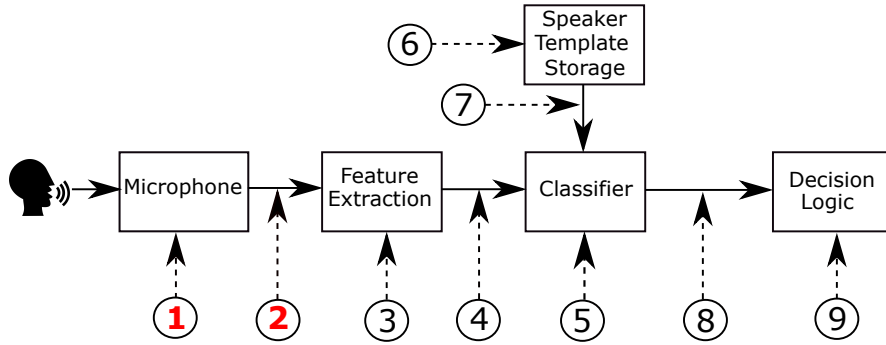 6
Speaker
Template
Storage
7
Microphone
Feature
Extraction
Classifier
Decision
Logic
1
2
3
4
5
8
9